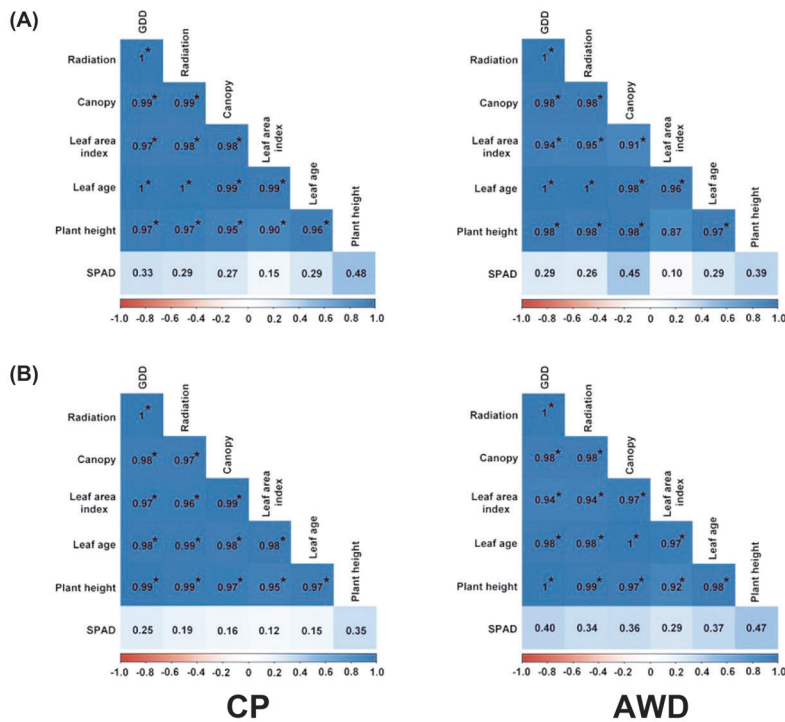 (A)
GDD
Radiation 1*
Radiation
Canopy 0.99* 0.99*
Canopy
Leaf area
index 0.97* 0.98* 0.98*
Leaf area
index
Leaf age 1* 1* 0.99* 0.99*
Leaf age
Plant height 0.97* 0.97* 0.95* 0.90* 0.96*
Plant height
SPAD 0.33 0.29 0.27 0.15 0.29 0.48
-1.0 -0.8 -0.6 -0.4 -0.2 0 0.2 0.4 0.6 0.8 1.0
GDD
Radiation 1*
Radiation
Canopy 0.98* 0.98*
Canopy
Leaf area
index 0.94* 0.95* 0.91*
Leaf area
index
Leaf age 1* 1* 0.98* 0.96*
Leaf age
Plant height 0.98* 0.98* 0.98* 0.87 0.97*
Plant height
SPAD 0.29 0.26 0.45 0.10 0.29 0.39
-1.0 -0.8 -0.6 -0.4 -0.2 0 0.2 0.4 0.6 0.8 1.0
(B)
GDD
Radiation 1*
Radiation
Canopy 0.98* 0.97*
Canopy
Leaf area
index 0.97* 0.96* 0.99*
Leaf area
index
Leaf age 0.98* 0.99* 0.98* 0.98*
Leaf age
Plant height 0.99* 0.99* 0.97* 0.95* 0.97*
Plant height
SPAD 0.25 0.19 0.16 0.12 0.15 0.35
-1.0 -0.8 -0.6 -0.4 -0.2 0 0.2 0.4 0.6 0.8 1.0
CP
GDD
Radiation 1*
Radiation
Canopy 0.98* 0.98*
Canopy
Leaf area
index 0.94* 0.94* 0.97*
Leaf area
index
Leaf age 0.98* 0.98* 1* 0.97*
Leaf age
Plant height 1* 0.99* 0.97* 0.92* 0.98*
Plant height
SPAD 0.40 0.34 0.36 0.29 0.37 0.47
-1.0 -0.8 -0.6 -0.4 -0.2 0 0.2 0.4 0.6 0.8 1.0
AWD